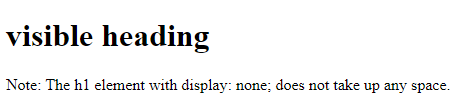 visible heading
Note: The h1 element with display: none; does not take up any space.